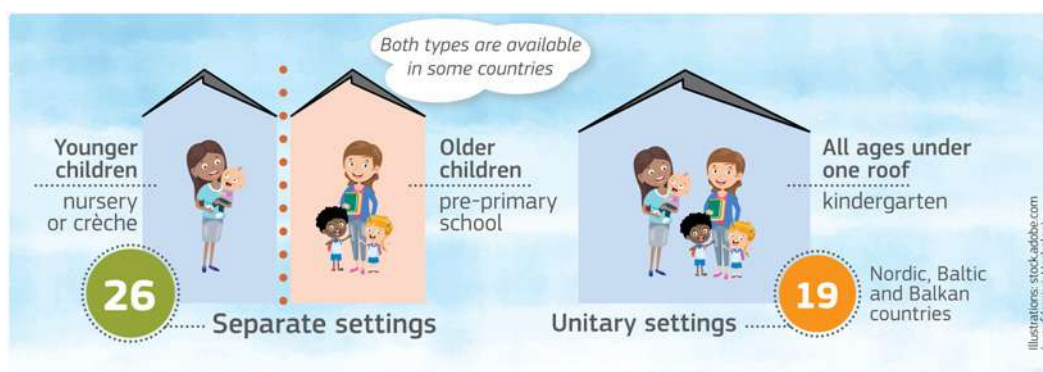 Both types are available
in some countries
Younger
children
nursery
or crèche
Older
children
pre-primary
school
All ages under
one roof
kindergarten
26
Separate settings
Unitary settings
19
Nordic, Baltic
and Balkan
countries
Illustrations: stock.adobe.com